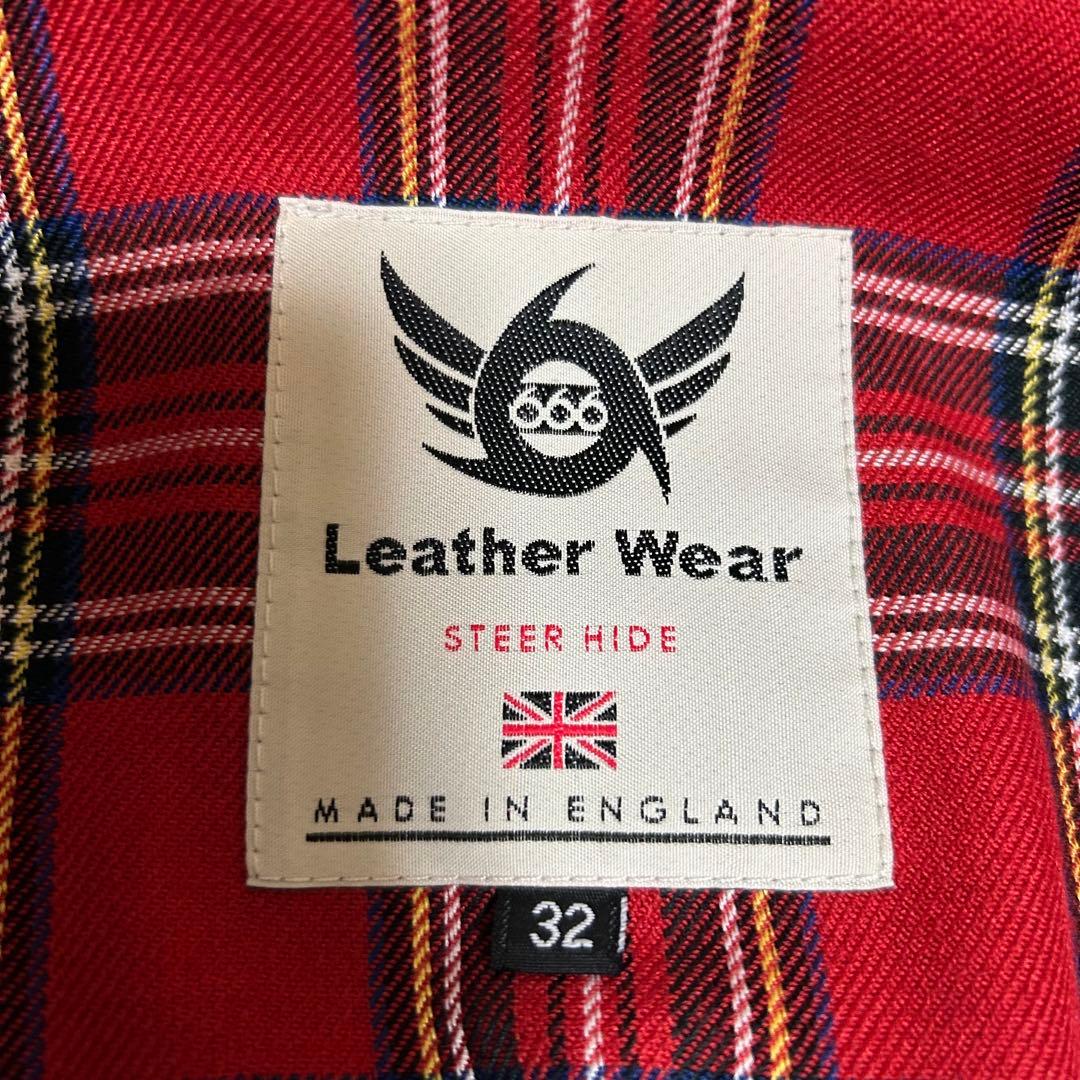 666
Leather Wear
STEER HIDE
MADE IN ENGLAND
32